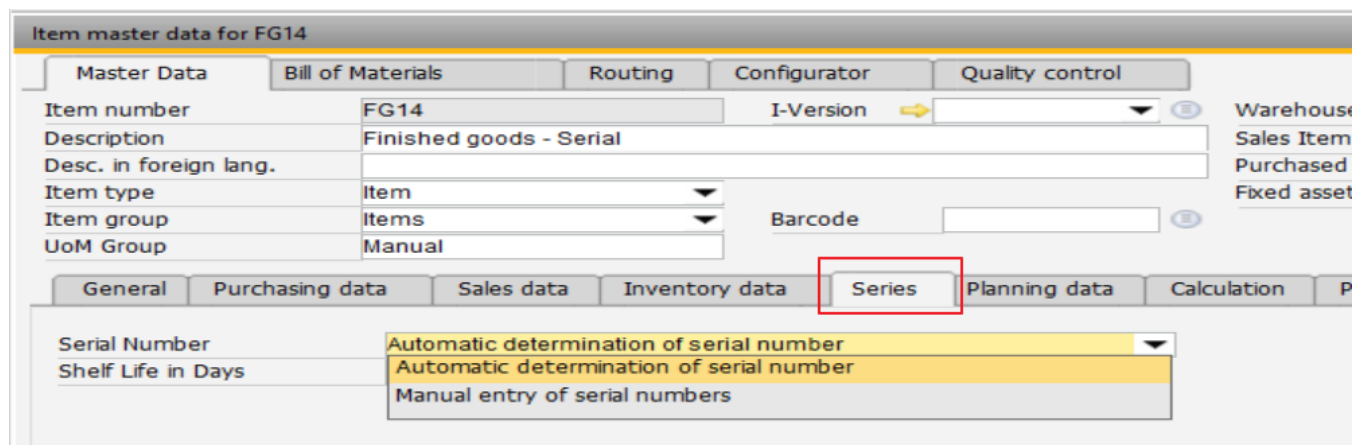 Item master data for FG14
Master Data Bill of Materials Routing Configurator Quality control
Item number FG14 I-Version Warehouse
Description Finished goods - Serial Sales Item
Desc. in foreign lang. Purchased
Item type Item Fixed asset
Item group Items Barcode
UoM Group Manual
General Purchasing data Sales data Inventory data Series Planning data Calculation P
Serial Number Automatic determination of serial number
Shelf Life in Days Automatic determination of serial number
Manual entry of serial numbers